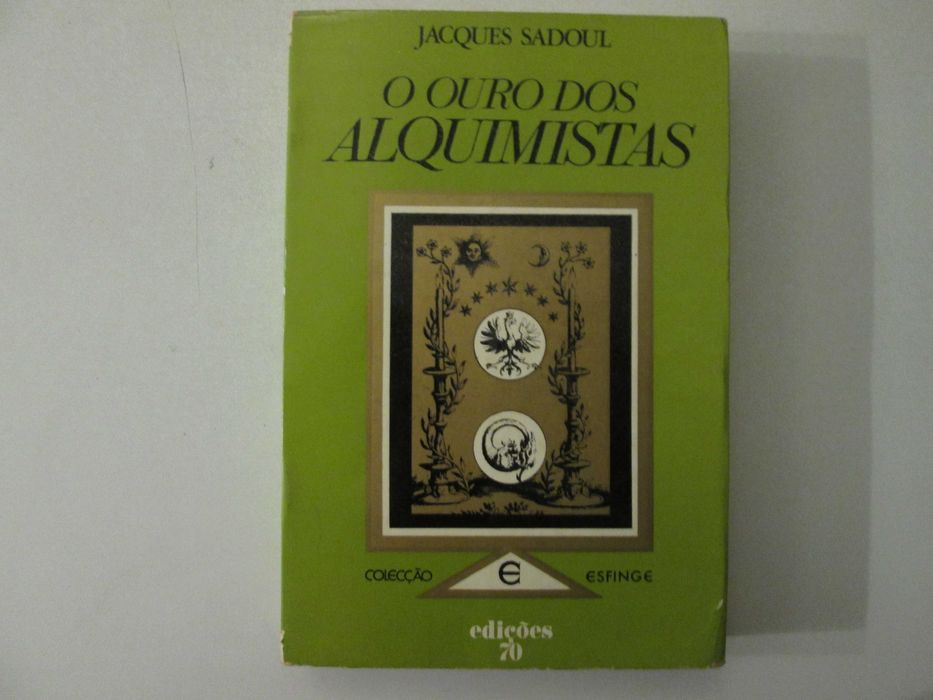 JACQUES SADOUL
O OURO DOS
ALQUIMISTAS
COLECÇÃO E ESFINGE
edições
70